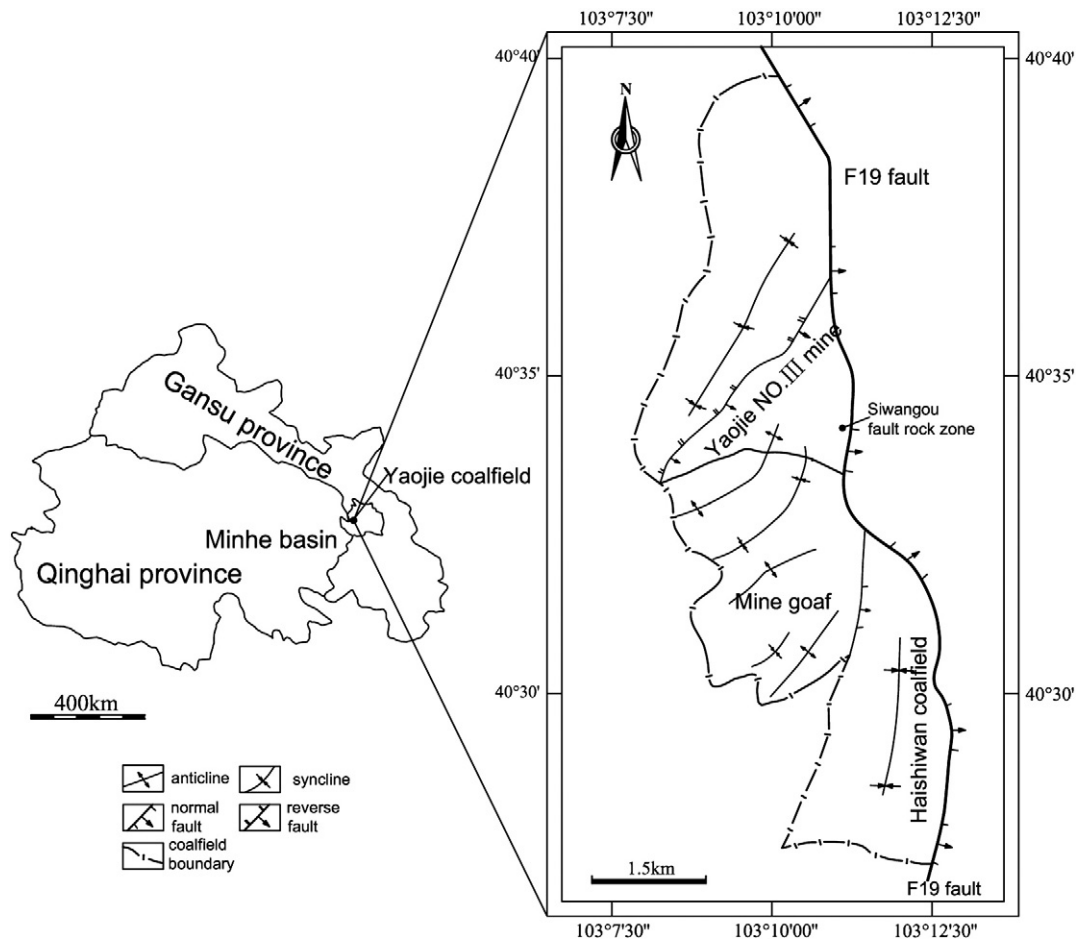 103°7'30"
103°10'00"
103°12'30"
40°40'
40°40'
N
F19 fault
Yaojie NO.III mine
40°35'
40°35'
Siwangou
fault rock zone
Gansu province
Yaojie coalfield
Minhe basin
Qinghai province
Mine goaf
Haishiwan coalfield
40°30'
40°30'
400km
anticline
syncline
normal
fault
reverse
fault
coalfield
boundary
1.5km
F19 fault
103°7'30"
103°10'00"
103°12'30"